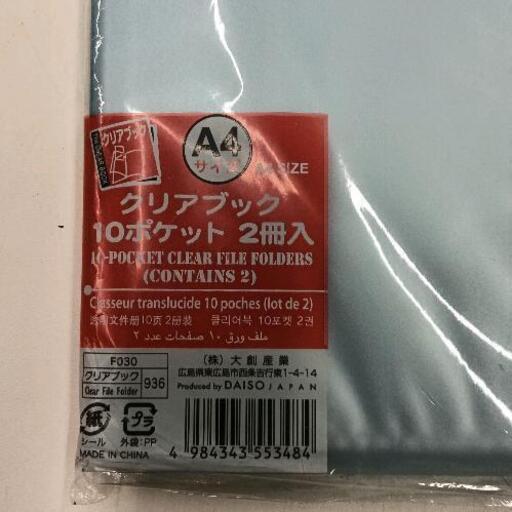 クリアブック
THE CLEAR BOOK
A4
サイズ
SIZE
クリアブック
10ポケット 2冊入
10-POCKET CLEAR FILE FOLDERS
(CONTAINS 2)
Classeur translucide 10 poches (lot de 2)
透明文件册10页 2册装 클리어북 10포켓 2권
ملف ورق ١٠ صفحات عدد ٢
F030
クリアブック
Clear File Folder
936
(株) 大創産業
広島県東広島市西条吉行東1-4-14
Produced by DAISO JAPAN
紙
シール
プラ
外袋:PP
MADE IN CHINA
4 984343 553484